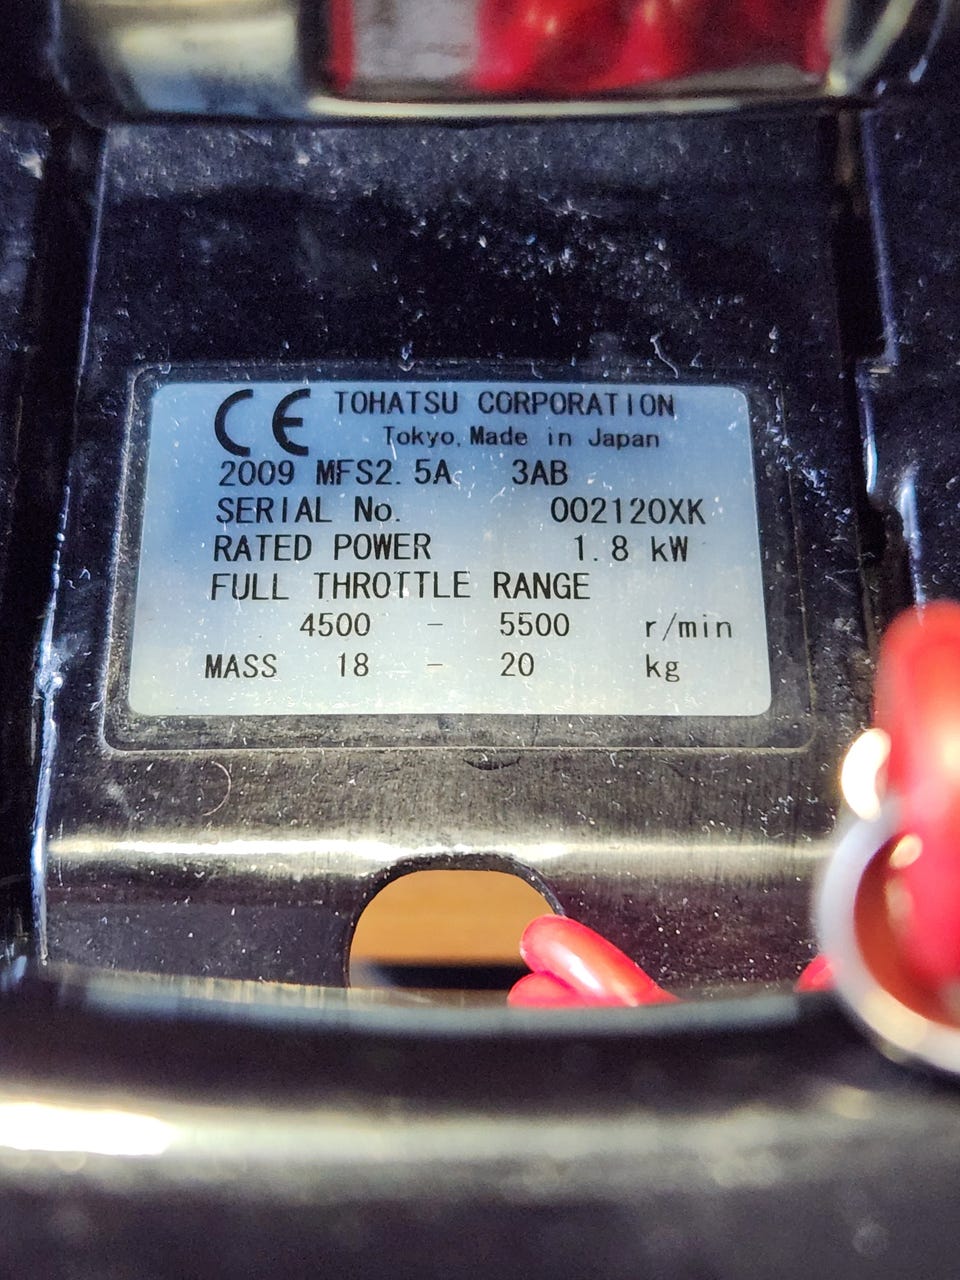 CE TOHATSU CORPORATION
Tokyo, Made in Japan
2009 MFS2.5A 3AB
SERIAL No. 002120XK
RATED POWER 1.8 kW
FULL THROTTLE RANGE
4500 - 5500 r/min
MASS 18 - 20 kg